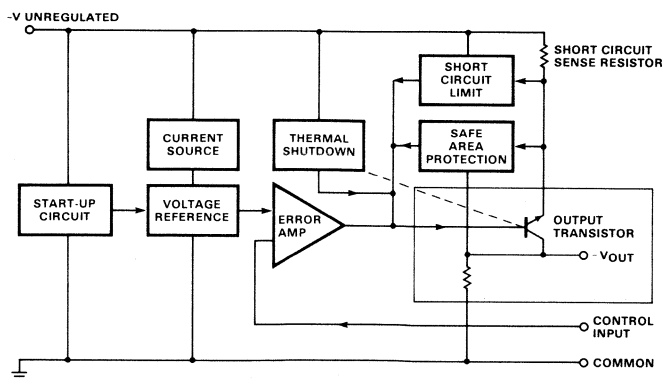 -V UNREGULATED
SHORT CIRCUIT
SENSE RESISTOR
SHORT
CIRCUIT
LIMIT
CURRENT
SOURCE
THERMAL
SHUTDOWN
SAFE
AREA
PROTECTION
START-UP
CIRCUIT
VOLTAGE
REFERENCE
ERROR
AMP
OUTPUT
TRANSISTOR
-VOUT
CONTROL
INPUT
COMMON